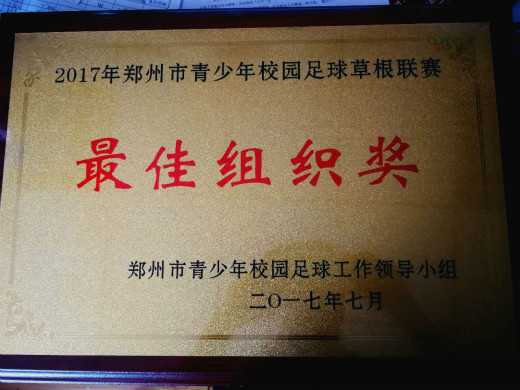 2017年郑州市青少年校园足球草根联赛
最佳组织奖
郑州市青少年校园足球工作领导小组
二〇一七年七月